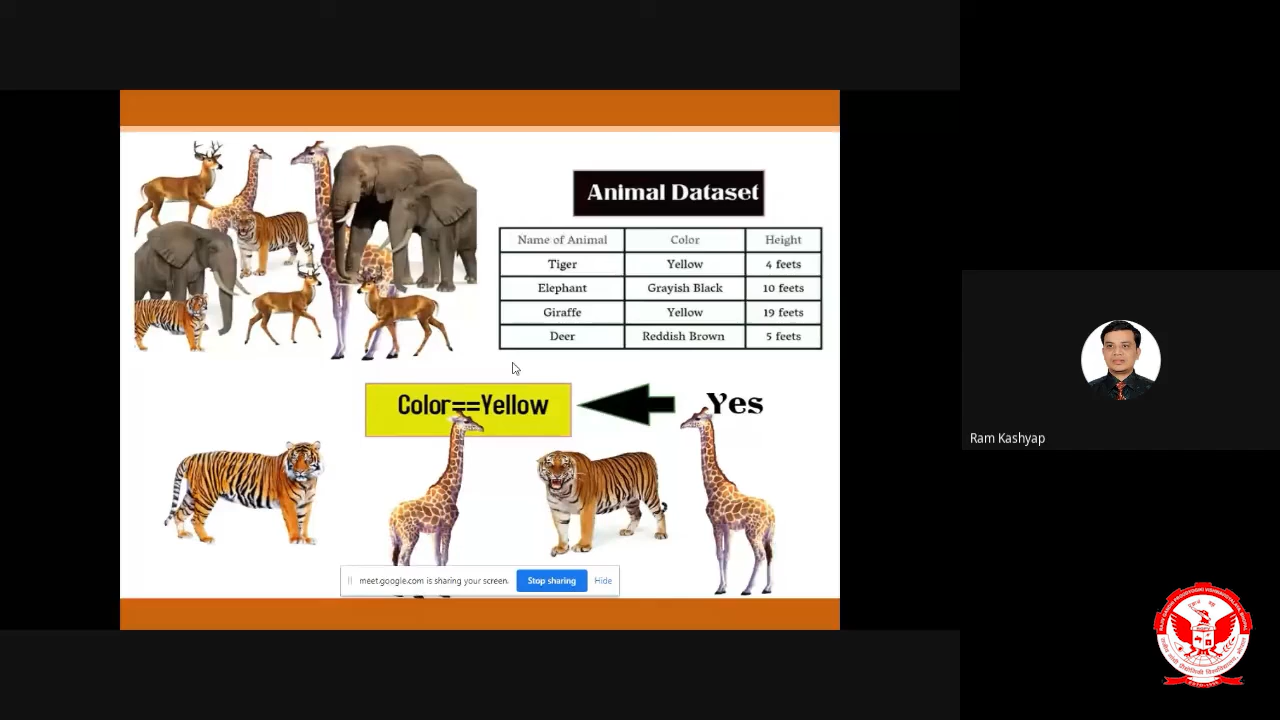 Animal Dataset
Name of Animal Color Height
Tiger Yellow 4 feets
Elephant Grayish Black 10 feets
Giraffe Yellow 19 feets
Deer Reddish Brown 5 feets
Color==Yellow Yes
meet.google.com is sharing your screen. Stop sharing Hide
Ram Kashyap